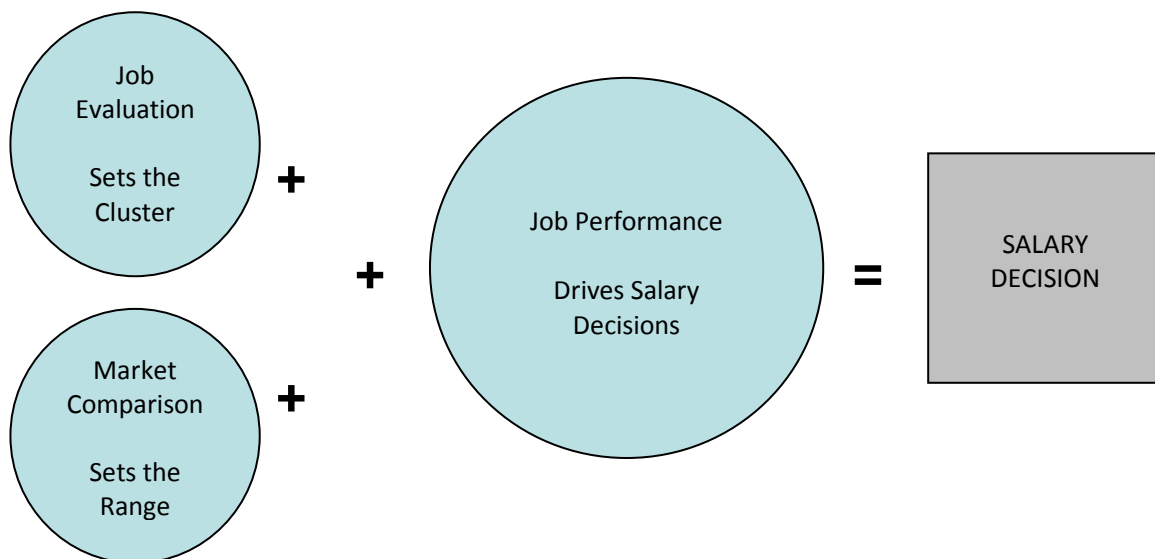 Job
Evaluation
Sets the
Cluster
+
Market
Comparison
Sets the
Range
+
+
Job Performance
Drives Salary
Decisions
=
SALARY
DECISION